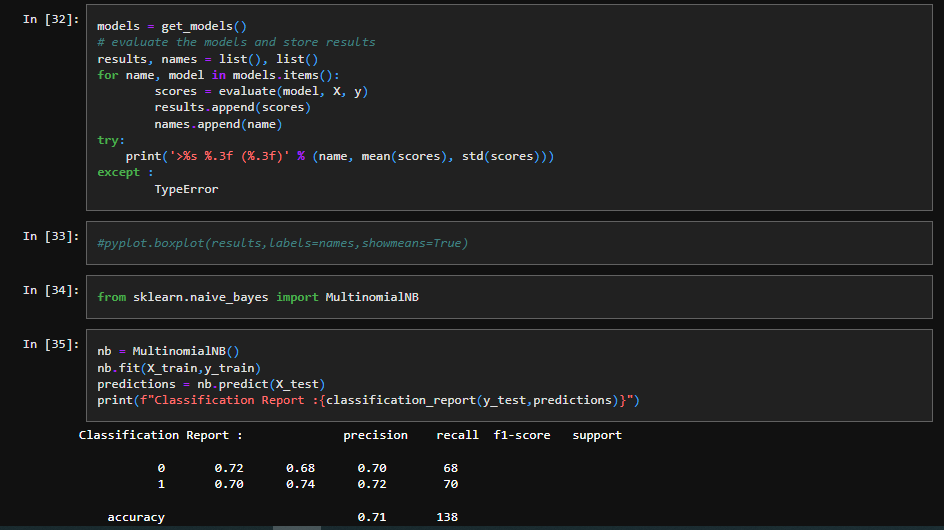 In [32]:
models = get_models()
# evaluate the models and store results
results, names = list(), list()
for name, model in models.items():
        scores = evaluate(model, X, y)
        results.append(scores)
        names.append(name)
try:
    print('>%s %.3f (%.3f)' % (name, mean(scores), std(scores)))
except :
        TypeError
In [33]:
#pyplot.boxplot(results,labels=names,showmeans=True)
In [34]:
from sklearn.naive_bayes import MultinomialNB
In [35]:
nb = MultinomialNB()
nb.fit(X_train,y_train)
predictions = nb.predict(X_test)
print(f"Classification Report :{classification_report(y_test,predictions)}")
Classification Report :              precision    recall  f1-score   support
           0       0.72      0.68      0.70        68
           1       0.70      0.74      0.72        70
    accuracy                           0.71       138